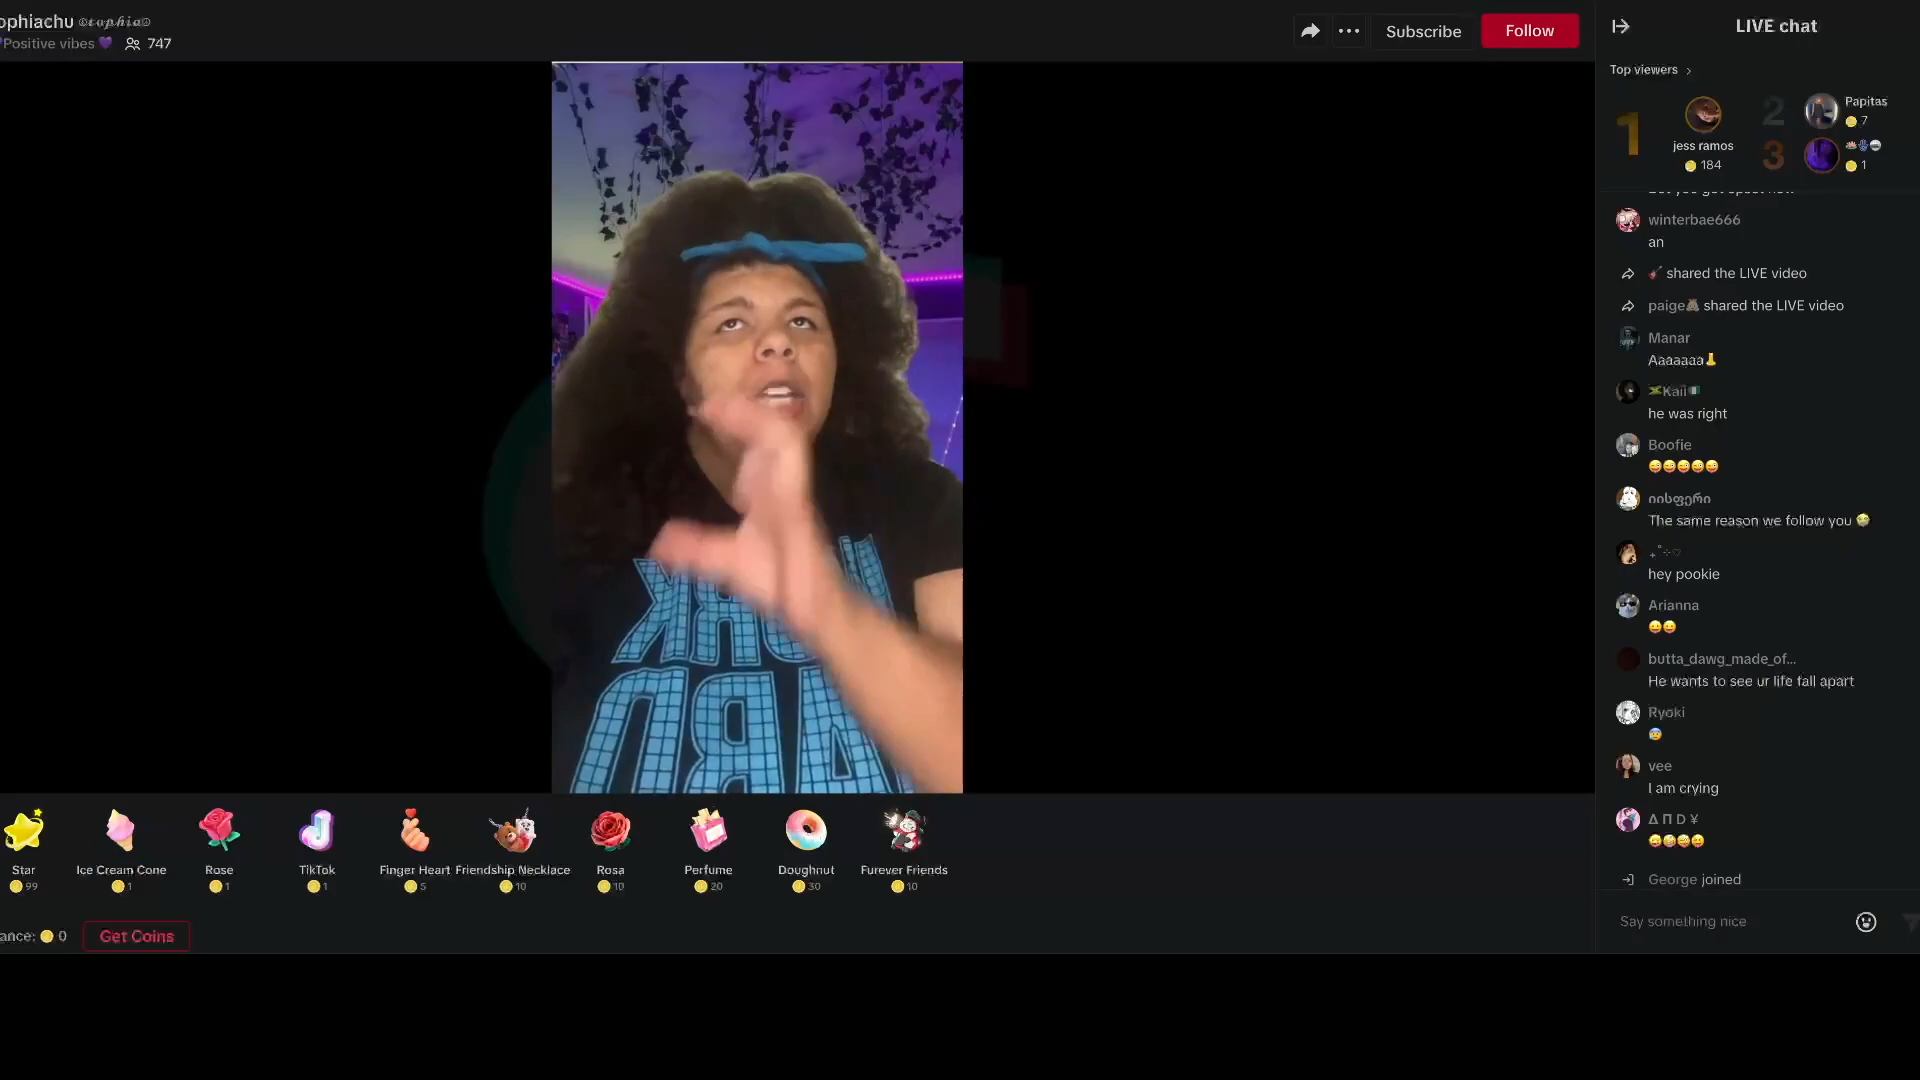 ophiachu @tophia
Positive vibes 💜 747
Subscribe
Follow
LIVE chat
Top viewers >
1
jess ramos
184
2
Papitas
7
3
1
winterbae666
an
shared the LIVE video
paige shared the LIVE video
Manar
Aaaaaaa
Kail
he was right
Boofie
😜😜😜😜😜
იისფერი
The same reason we follow you
hey pookie
Arianna
😛😛
butta_dawg_made_of...
He wants to see ur life fall apart
Ryoki
😰
vee
I am crying
Δ Π D ¥
George joined
Say something nice
Star
99
Ice Cream Cone
1
Rose
1
TikTok
1
Finger Heart
5
Friendship Necklace
10
Rosa
10
Perfume
20
Doughnut
30
Furever Friends
10
ance: 0
Get Coins